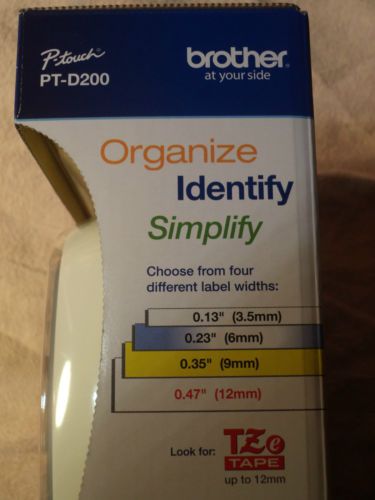 P-touch
PT-D200
brother
at your side
Organize
Identify
Simplify
Choose from four
different label widths:
0.13" (3.5mm)
0.23" (6mm)
0.35" (9mm)
0.47" (12mm)
Look for:
TZe
TAPE
up to 12mm